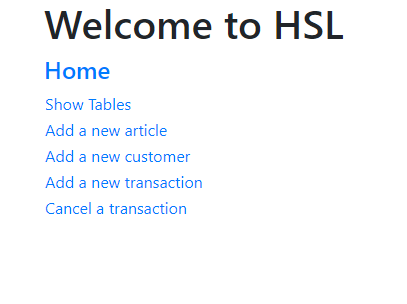 Welcome to HSL
Home
Show Tables
Add a new article
Add a new customer
Add a new transaction
Cancel a transaction